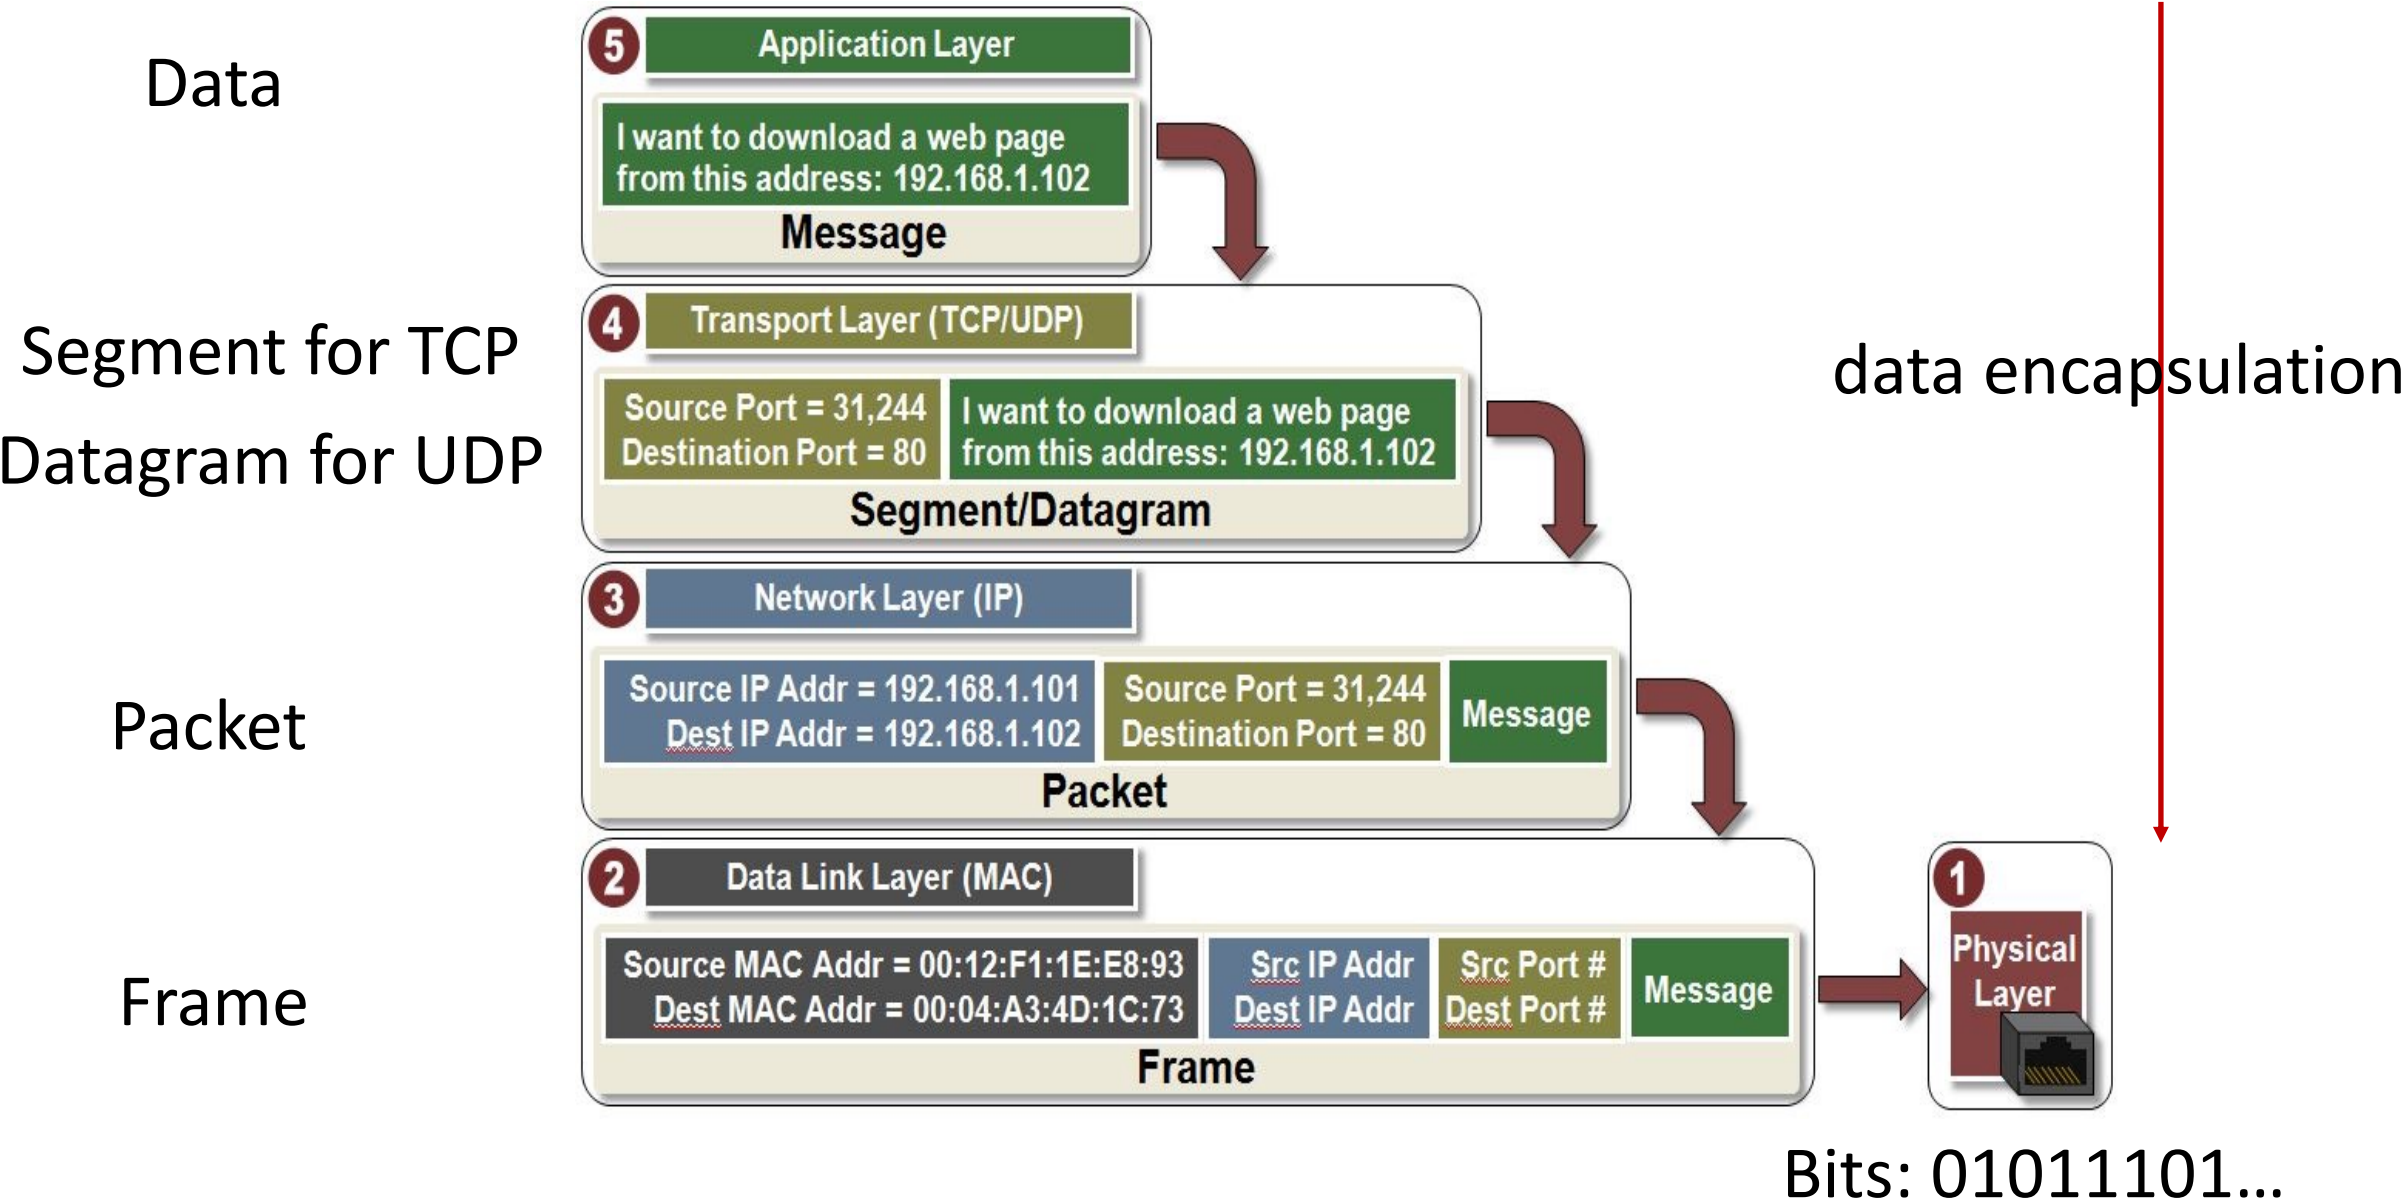 Data
5
Application Layer
I want to download a web page
from this address: 192.168.1.102
Message
Segment for TCP
Datagram for UDP
4
Transport Layer (TCP/UDP)
Source Port = 31,244
Destination Port = 80
I want to download a web page
from this address: 192.168.1.102
Segment/Datagram
data encapsulation
Packet
3
Network Layer (IP)
Source IP Addr = 192.168.1.101
Dest IP Addr = 192.168.1.102
Source Port = 31,244
Destination Port = 80
Message
Packet
Frame
2
Data Link Layer (MAC)
Source MAC Addr = 00:12:F1:1E:E8:93
Dest MAC Addr = 00:04:A3:4D:1C:73
Src IP Addr
Dest IP Addr
Src Port #
Dest Port #
Message
Frame
1
Physical
Layer
Bits: 01011101...